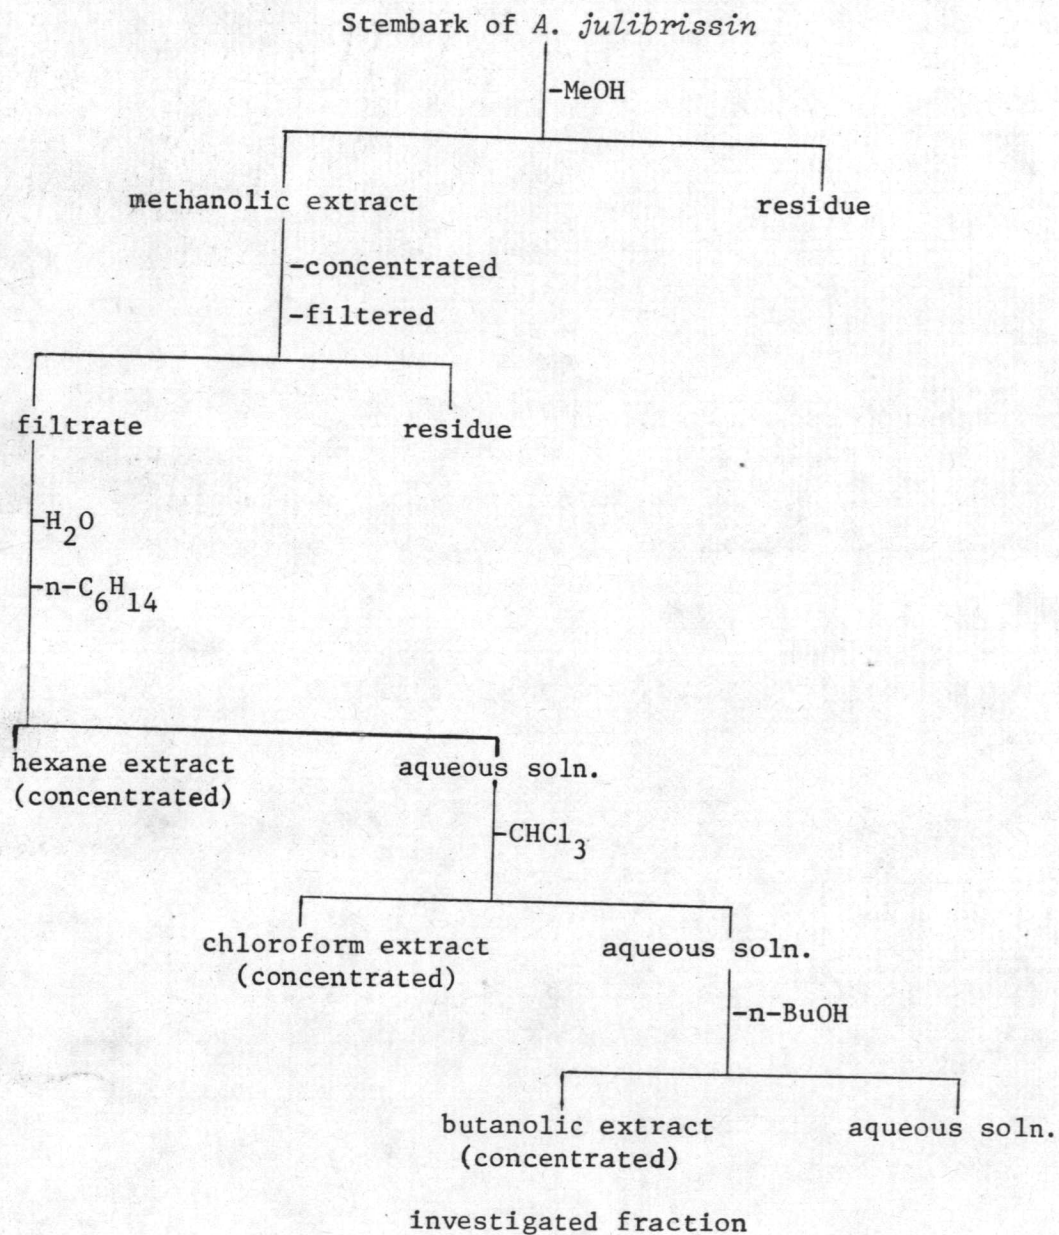 Stembark of A. julibrissin
-MeOH
methanolic extract
residue
-concentrated
-filtered
filtrate
residue
-H2O
-n-C6H14
hexane extract
(concentrated)
aqueous soln.
-CHCl3
chloroform extract
(concentrated)
aqueous soln.
-n-BuOH
butanolic extract
(concentrated)
aqueous soln.
investigated fraction